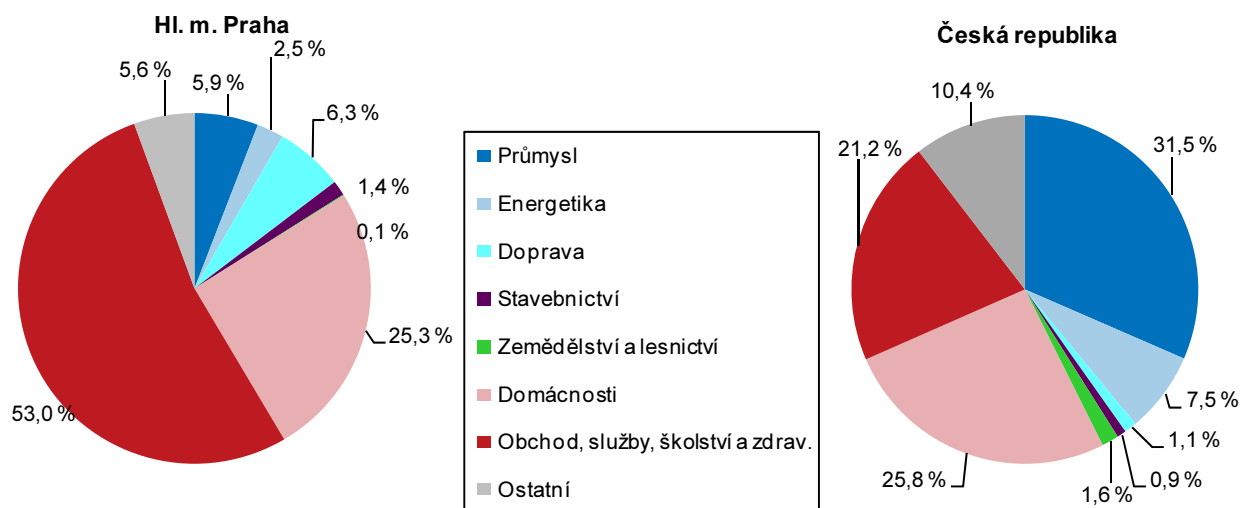 Hl. m. Praha
5,6 %
5,9 %
2,5 %
6,3 %
1,4 %
0,1 %
25,3 %
53,0 %
Průmysl
Energetika
Doprava
Stavebnictví
Zemědělství a lesnictví
Domácnosti
Obchod, služby, školství a zdrav.
Ostatní
Česká republika
10,4 %
21,2 %
31,5 %
7,5 %
1,1 %
0,9 %
1,6 %
25,8 %